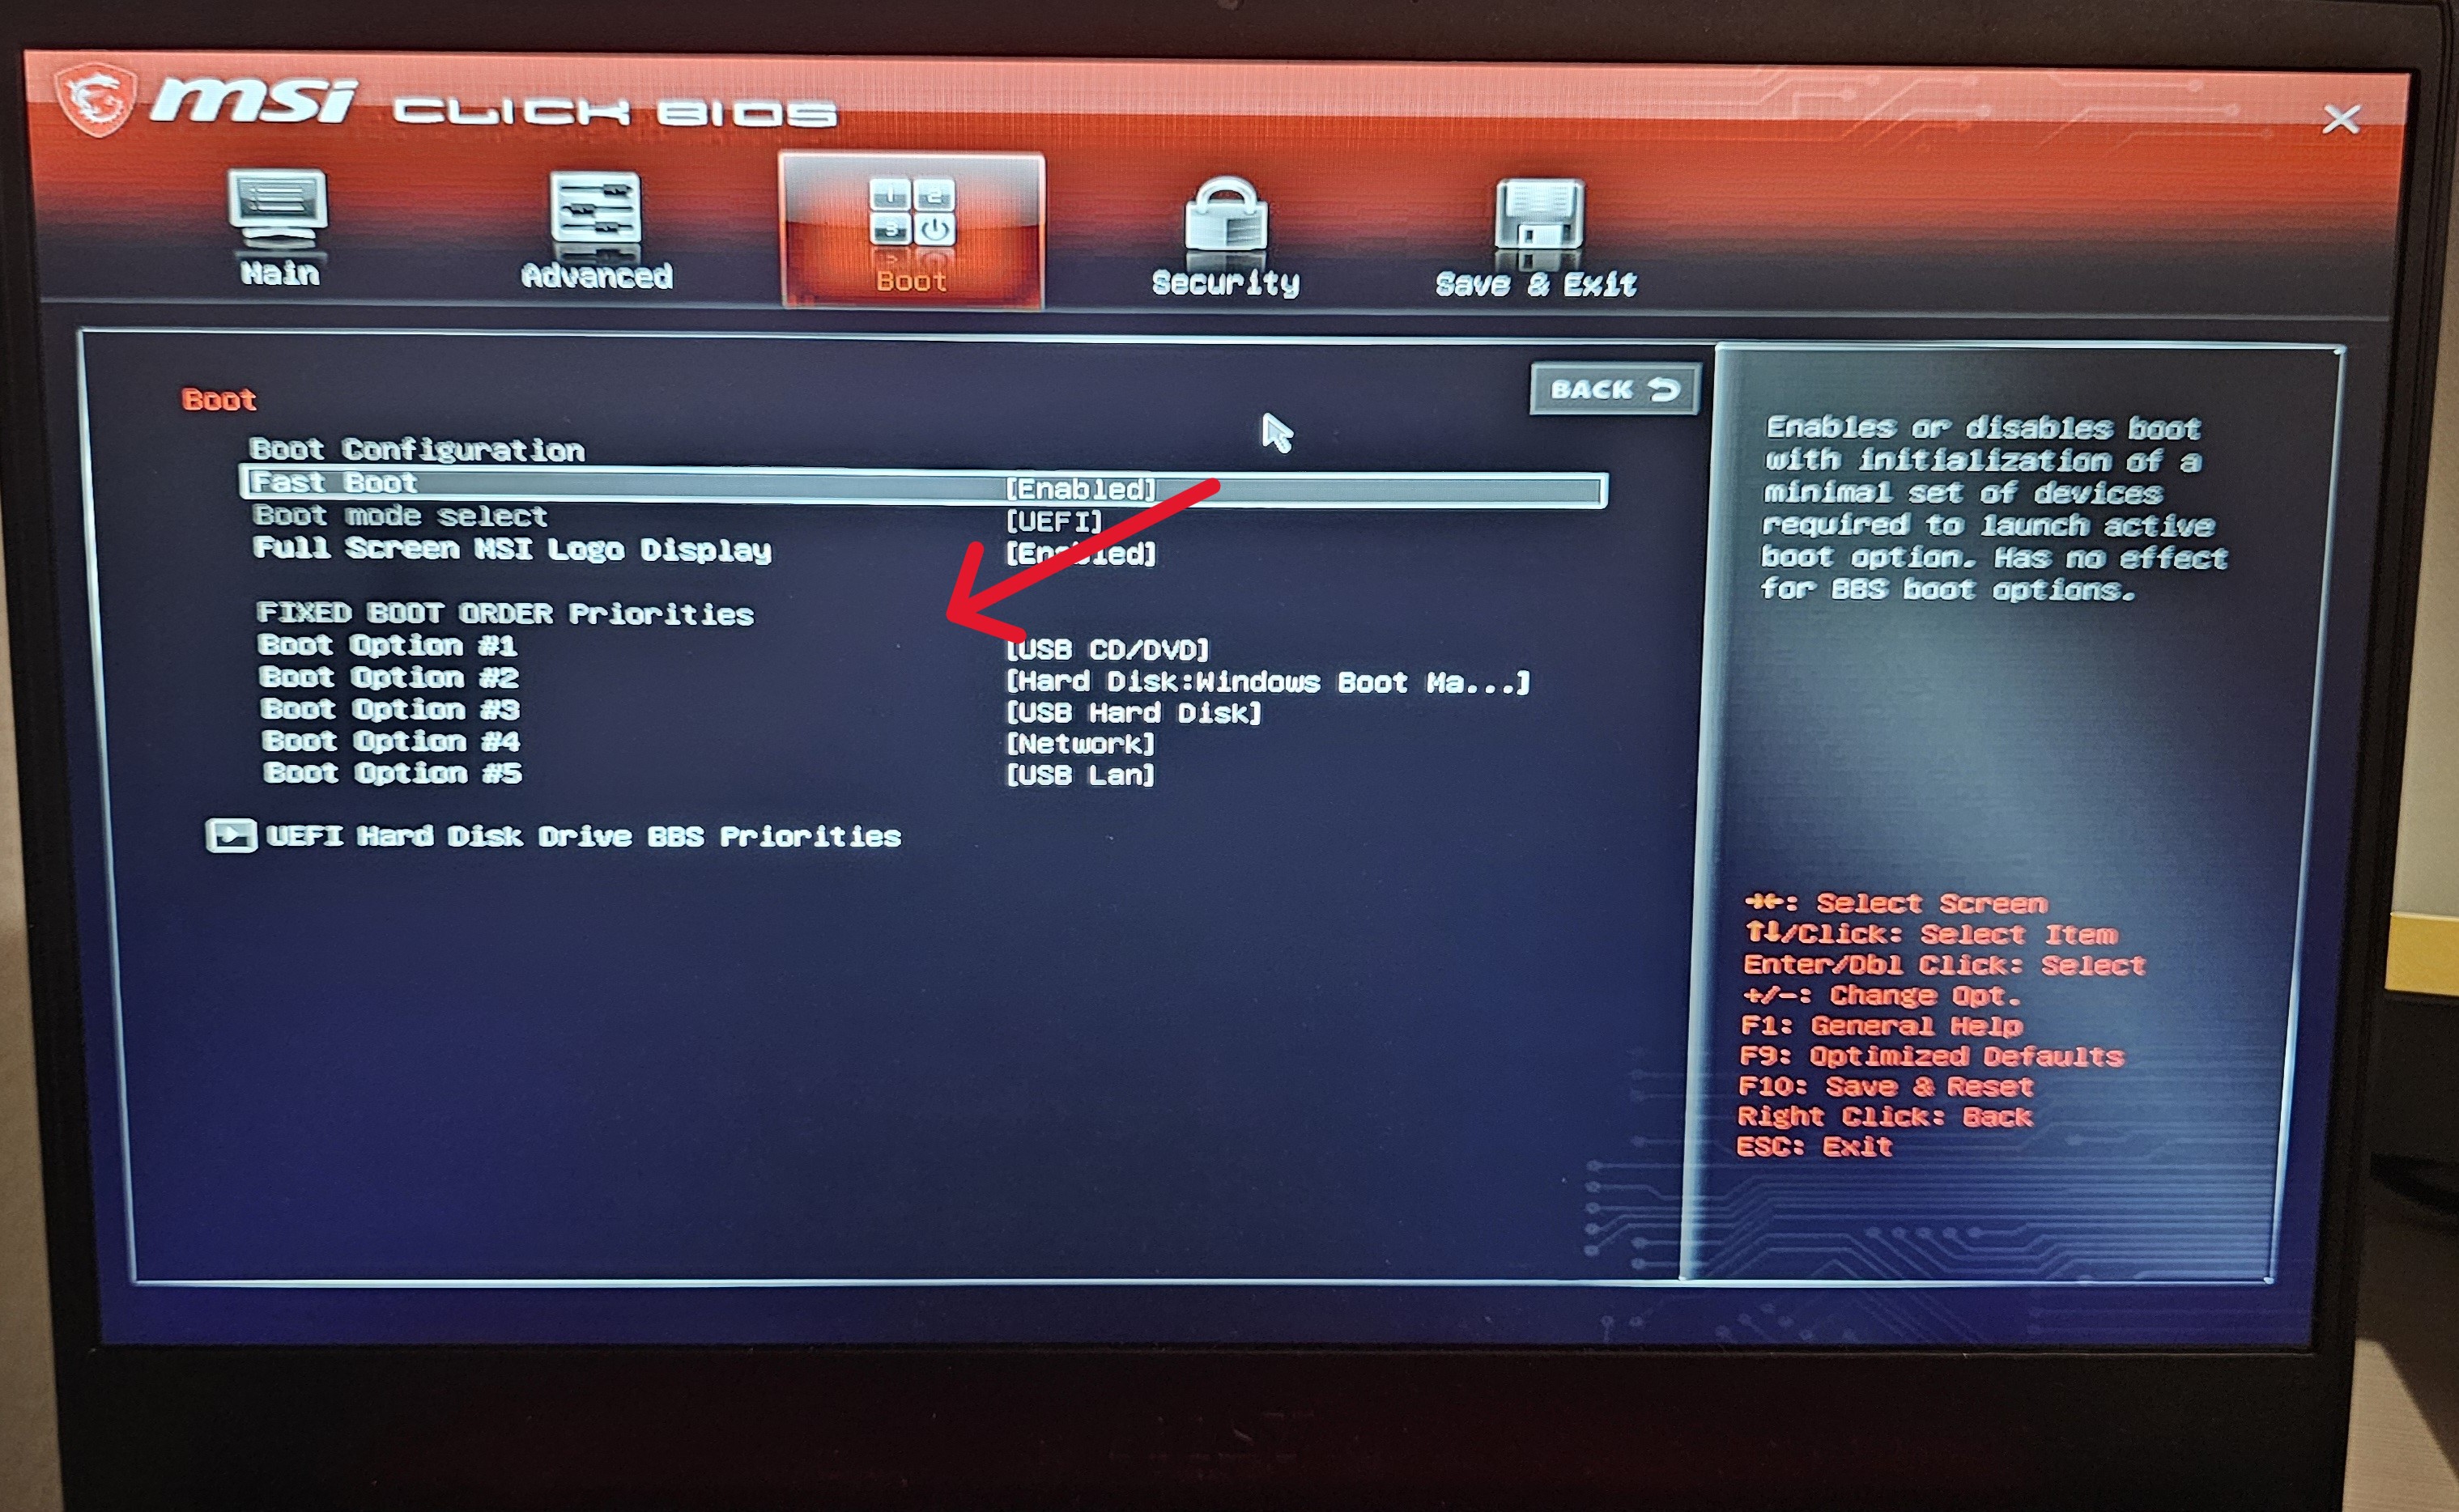 msi CLICK BIOS
Main
Advanced
Boot
Security
Save & Exit
BACK
Boot
Boot Configuration
Fast Boot [Enabled]
Boot mode select [UEFI]
Full Screen MSI Logo Display [Enabled]
FIXED BOOT ORDER Priorities
Boot Option #1 [USB CD/DVD]
Boot Option #2 [Hard Disk:Windows Boot Ma...]
Boot Option #3 [USB Hard Disk]
Boot Option #4 [Network]
Boot Option #5 [USB Lan]
UEFI Hard Disk Drive BBS Priorities
Enables or disables boot
with initialization of a
minimal set of devices
required to launch active
boot option. Has no effect
for BBS boot options.
→←: Select Screen
↑↓/Click: Select Item
Enter/Dbl Click: Select
+/-: Change Opt.
F1: General Help
F9: Optimized Defaults
F10: Save & Reset
Right Click: Back
ESC: Exit